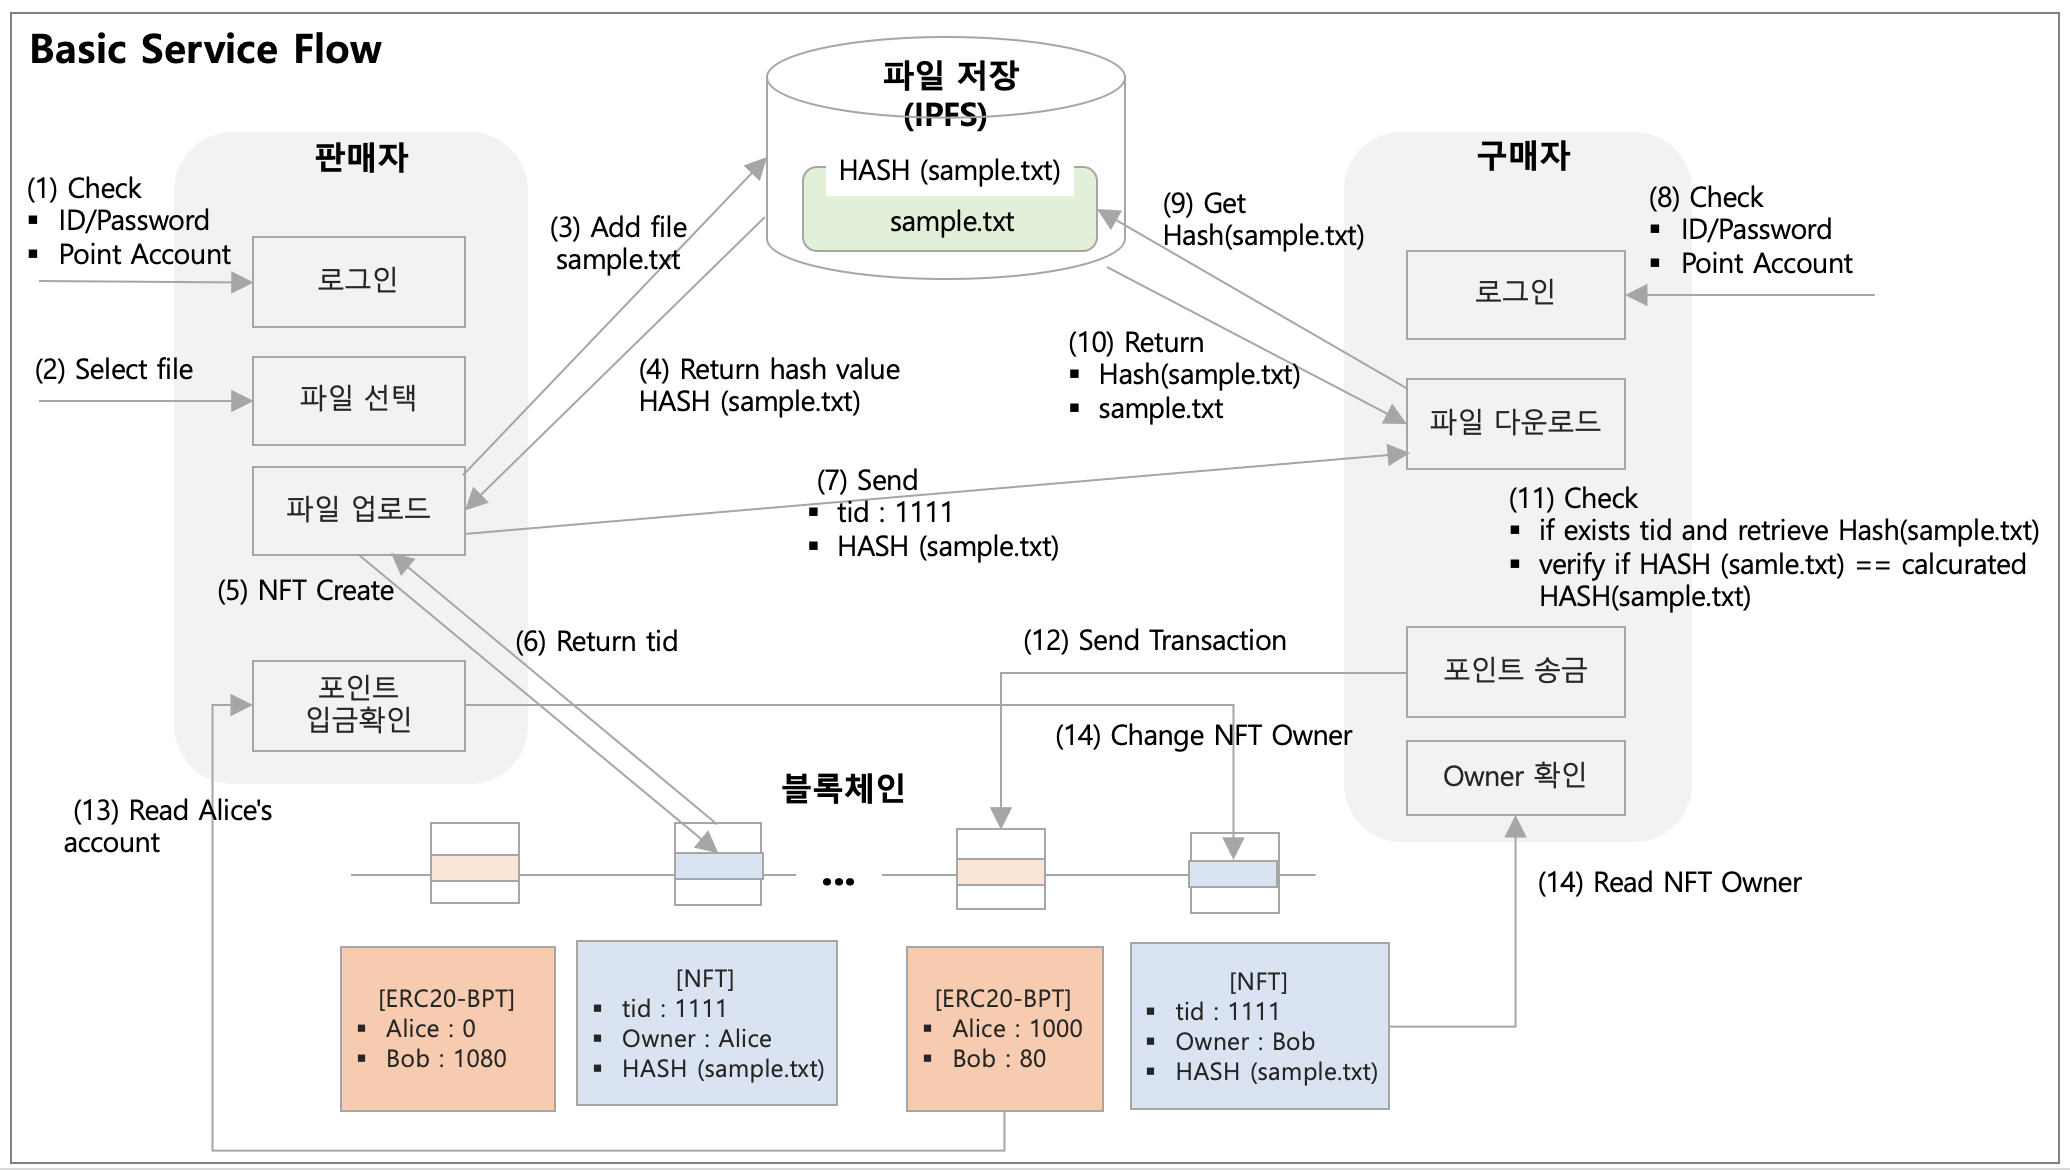 Basic Service Flow
파일 저장
(IPFS)
HASH (sample.txt)
sample.txt
판매자
(1) Check
▪ ID/Password
▪ Point Account
로그인
(2) Select file
파일 선택
파일 업로드
(3) Add file
sample.txt
(4) Return hash value
HASH (sample.txt)
(5) NFT Create
(6) Return tid
(7) Send
▪ tid : 1111
▪ HASH (sample.txt)
포인트
입금확인
구매자
(8) Check
▪ ID/Password
▪ Point Account
로그인
(9) Get
Hash(sample.txt)
(10) Return
▪ Hash(sample.txt)
▪ sample.txt
파일 다운로드
(11) Check
▪ if exists tid and retrieve Hash(sample.txt)
▪ verify if HASH (samle.txt) == calcurated
HASH(sample.txt)
(12) Send Transaction
포인트 송금
(14) Change NFT Owner
Owner 확인
블록체인
(13) Read Alice's
account
...
(14) Read NFT Owner
[ERC20-BPT]
▪ Alice : 0
▪ Bob : 1080
[NFT]
▪ tid : 1111
▪ Owner : Alice
▪ HASH (sample.txt)
[ERC20-BPT]
▪ Alice : 1000
▪ Bob : 80
[NFT]
▪ tid : 1111
▪ Owner : Bob
▪ HASH (sample.txt)